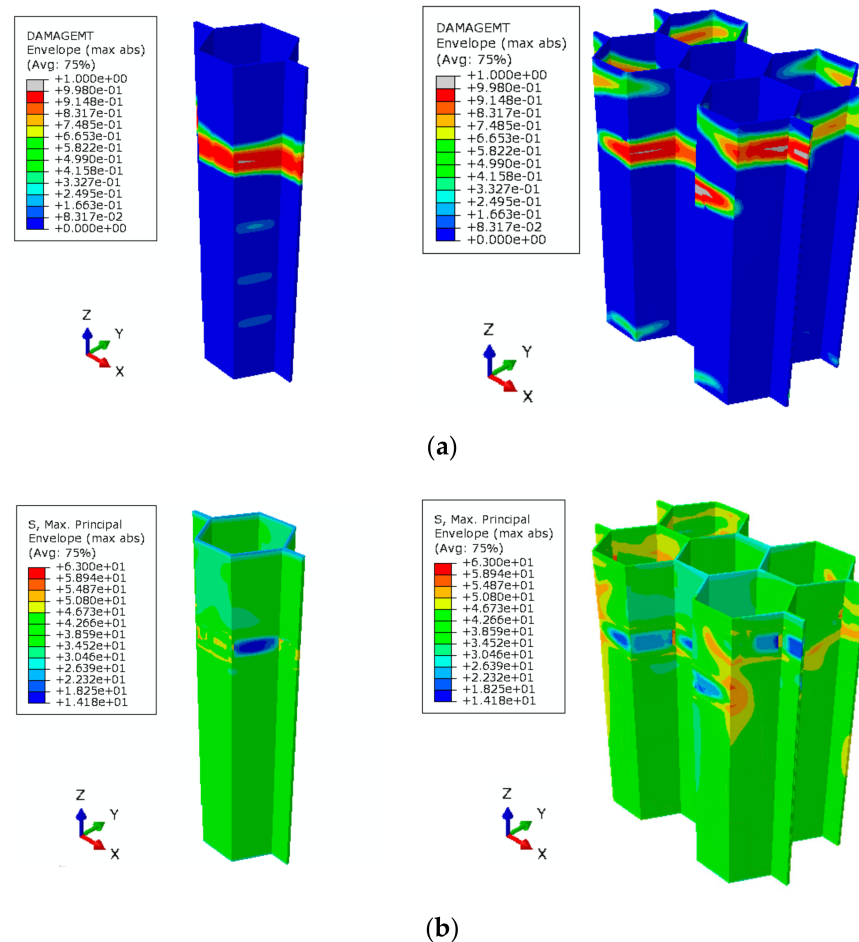 DAMAGEMT
Envelope (max abs)
(Avg: 75%)
+1.000e+00
+9.980e-01
+9.148e-01
+8.317e-01
+7.485e-01
+6.653e-01
+5.822e-01
+4.990e-01
+4.158e-01
+3.327e-01
+2.495e-01
+1.663e-01
+8.317e-02
+0.000e+00
Z
Y
X
DAMAGEMT
Envelope (max abs)
(Avg: 75%)
+1.000e+00
+9.980e-01
+9.148e-01
+8.317e-01
+7.485e-01
+6.653e-01
+5.822e-01
+4.990e-01
+4.158e-01
+3.327e-01
+2.495e-01
+1.663e-01
+8.317e-02
+0.000e+00
Z
Y
X
(a)
S, Max. Principal
Envelope (max abs)
(Avg: 75%)
+6.300e+01
+5.894e+01
+5.487e+01
+5.080e+01
+4.673e+01
+4.266e+01
+3.859e+01
+3.452e+01
+3.046e+01
+2.639e+01
+2.232e+01
+1.825e+01
+1.418e+01
Z
Y
X
S, Max. Principal
Envelope (max abs)
(Avg: 75%)
+6.300e+01
+5.894e+01
+5.487e+01
+5.080e+01
+4.673e+01
+4.266e+01
+3.859e+01
+3.452e+01
+3.046e+01
+2.639e+01
+2.232e+01
+1.825e+01
+1.418e+01
Z
Y
X
(b)